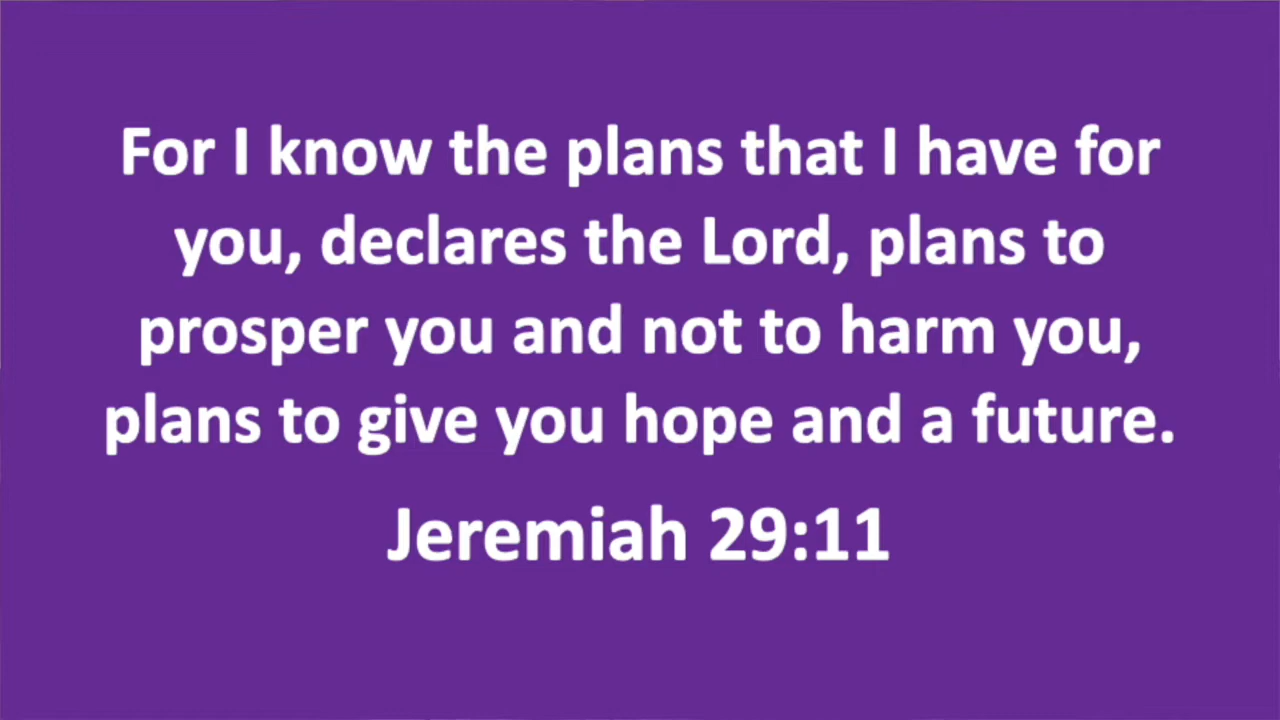 For I know the plans that I have for
you, declares the Lord, plans to
prosper you and not to harm you,
plans to give you hope and a future.
Jeremiah 29:11